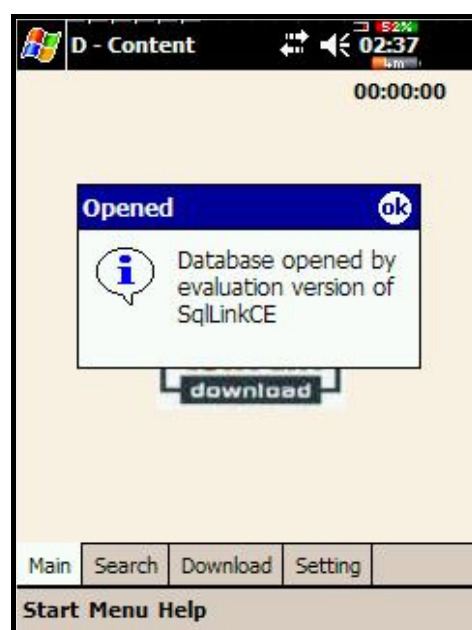 D - Content
52%
02:37
4m
00:00:00
Opened
ok
Database opened by
evaluation version of
SqlLinkCE
download
Main Search Download Setting
Start Menu Help